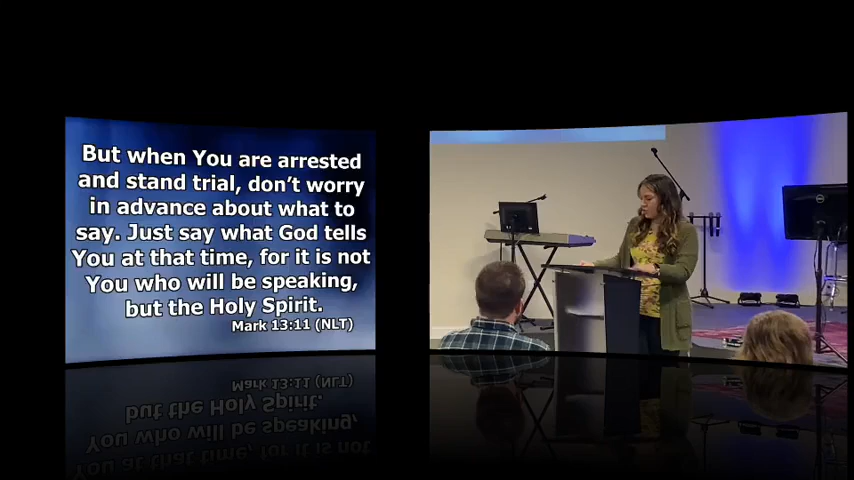 But when You are arrested
and stand trial, don't worry
in advance about what to
say. Just say what God tells
You at that time, for it is not
You who will be speaking,
but the Holy Spirit.
Mark 13:11 (NLT)